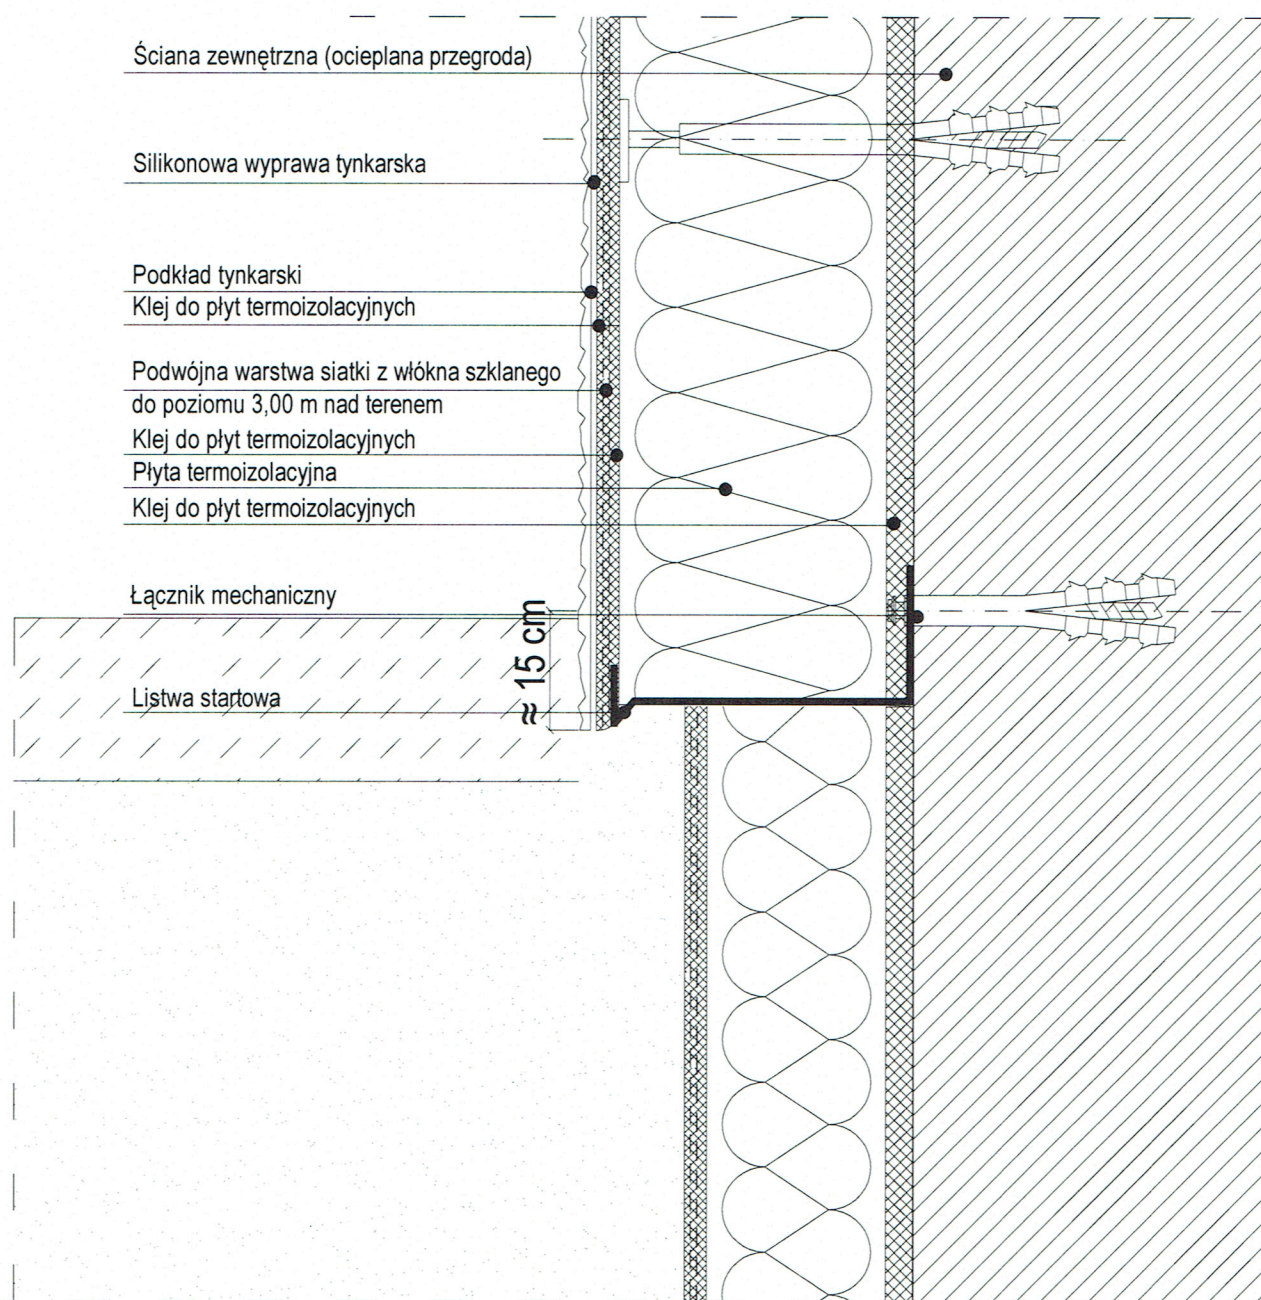 Ściana zewnętrzna (ocieplana przegroda)
Silikonowa wyprawa tynkarska
Podkład tynkarski
Klej do płyt termoizolacyjnych
Podwójna warstwa siatki z włókna szklanego
do poziomu 3,00 m nad terenem
Klej do płyt termoizolacyjnych
Płyta termoizolacyjna
Klej do płyt termoizolacyjnych
Łącznik mechaniczny
≈ 15 cm
Listwa startowa